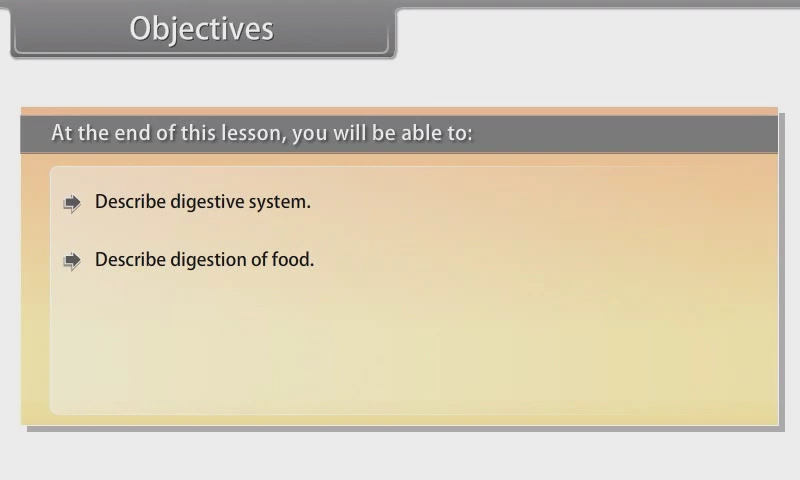 Objectives
At the end of this lesson, you will be able to:
Describe digestive system.
Describe digestion of food.